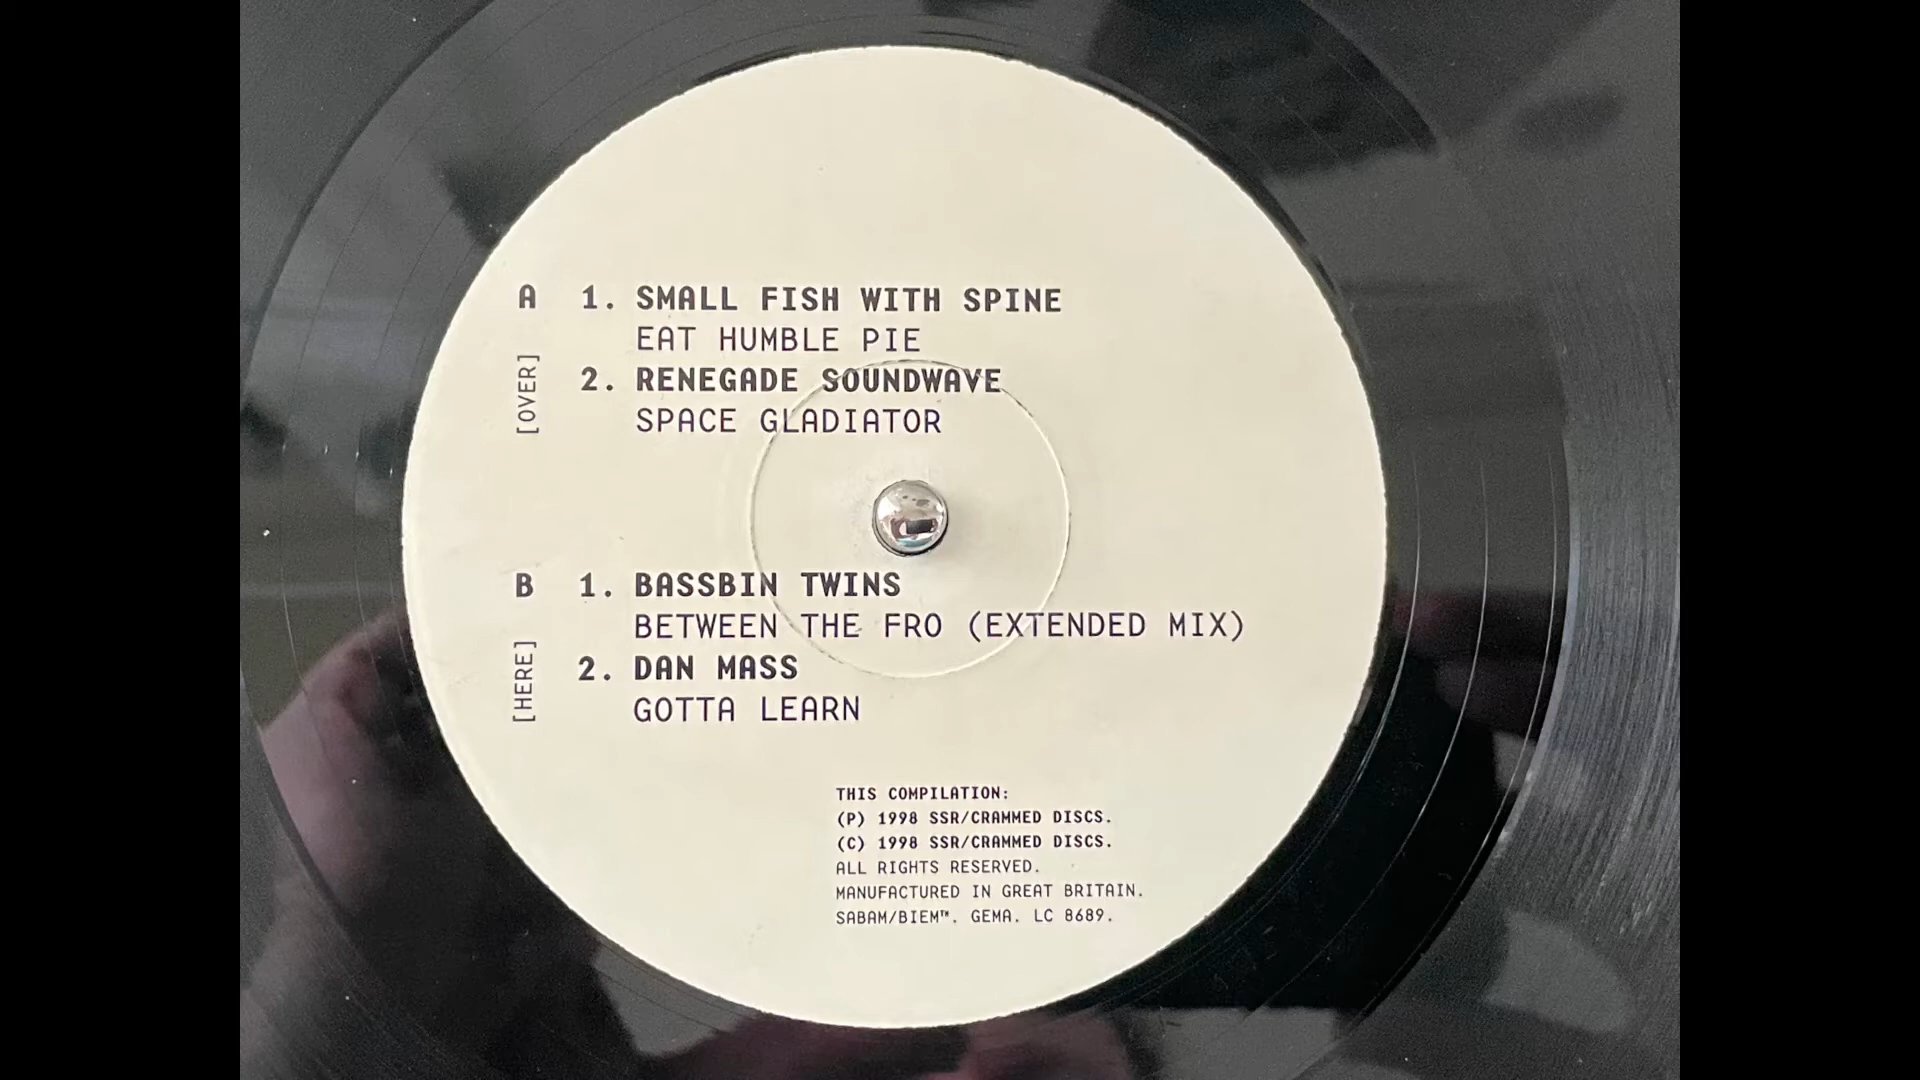 A 1. SMALL FISH WITH SPINE
EAT HUMBLE PIE
[OVER]
2. RENEGADE SOUNDWAVE
SPACE GLADIATOR
B 1. BASSBIN TWINS
BETWEEN THE FRO (EXTENDED MIX)
[HERE]
2. DAN MASS
GOTTA LEARN
THIS COMPILATION:
(P) 1998 SSR/CRAMMED DISCS.
(C) 1998 SSR/CRAMMED DISCS.
ALL RIGHTS RESERVED.
MANUFACTURED IN GREAT BRITAIN.
SABAM/BIEM™. GEMA. LC 8689.